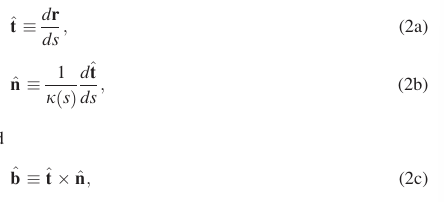 t̂ ≡ dr/ds, (2a)
n̂ ≡ 1/κ(s) dt̂/ds, (2b)
d
b̂ ≡ t̂ × n̂, (2c)